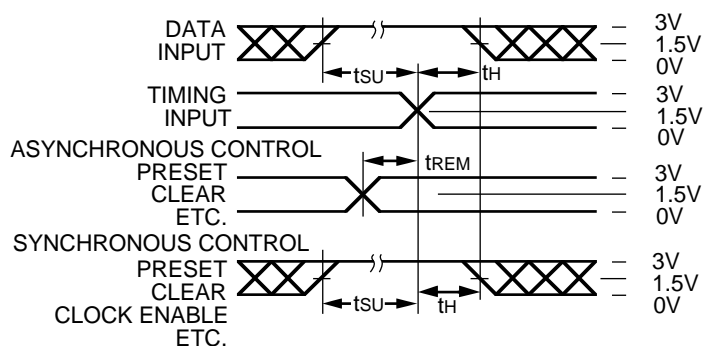 DATA 3V
INPUT 1.5V
0V
tSU tH
TIMING 3V
INPUT 1.5V
0V
ASYNCHRONOUS CONTROL
tREM
PRESET 3V
CLEAR 1.5V
ETC. 0V
SYNCHRONOUS CONTROL
PRESET 3V
CLEAR 1.5V
0V
tSU tH
CLOCK ENABLE
ETC.